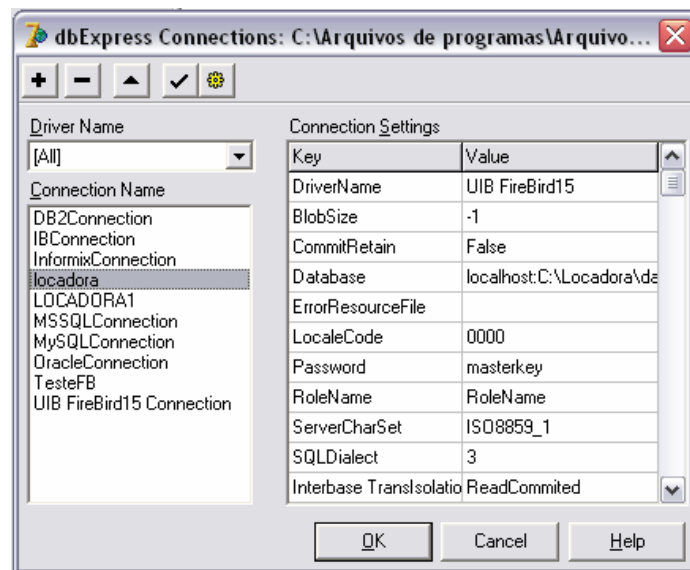 dbExpress Connections: C:\Arquivos de programas\Arquivo...
Driver Name
[All]
Connection Name
DB2Connection
IBConnection
InformixConnection
locadora
LOCADORA1
MSSQLConnection
MySQLConnection
OracleConnection
TesteFB
UIB FireBird15 Connection
Connection Settings
Key Value
DriverName UIB FireBird15
BlobSize -1
CommitRetain False
Database localhost:C:\Locadora\da
ErrorResourceFile
LocaleCode 0000
Password masterkey
RoleName RoleName
ServerCharSet ISO8859_1
SQLDialect 3
Interbase TransIsolatio ReadCommited
OK Cancel Help